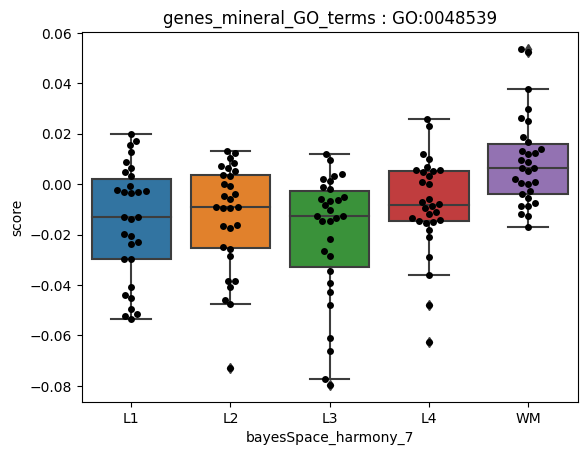 genes_mineral_GO_terms : GO:0048539
0.06
0.04
0.02
0.00
−0.02
−0.04
−0.06
−0.08
score
L1 L2 L3 L4 WM
bayesSpace_harmony_7